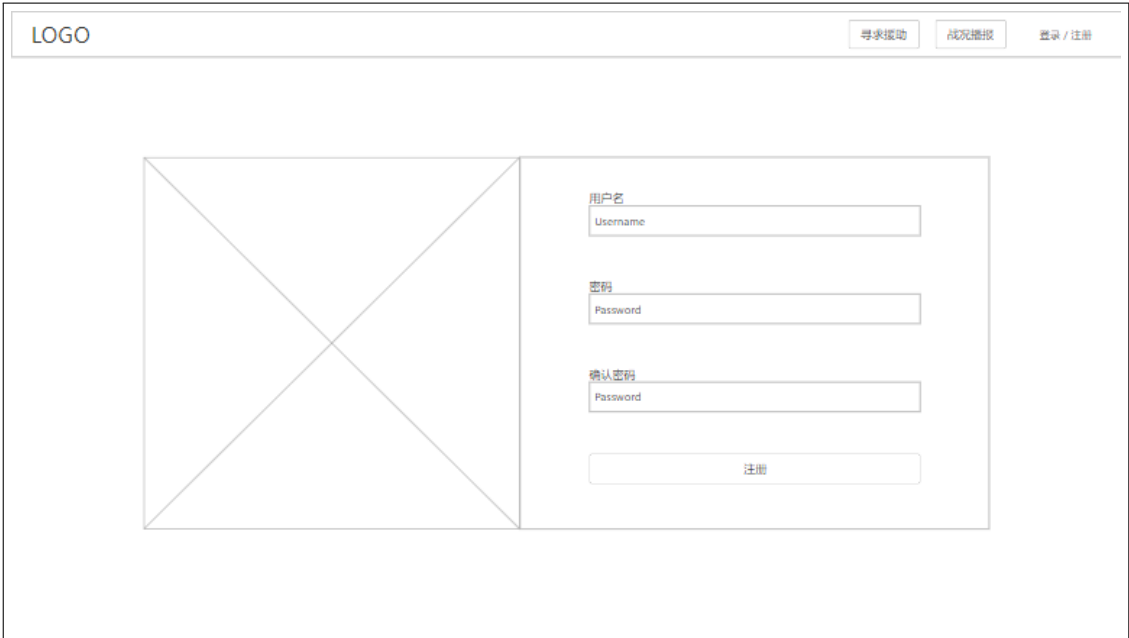 LOGO
寻求援助
战况播报
登录 / 注册
用户名
Username
密码
Password
确认密码
Password
注册